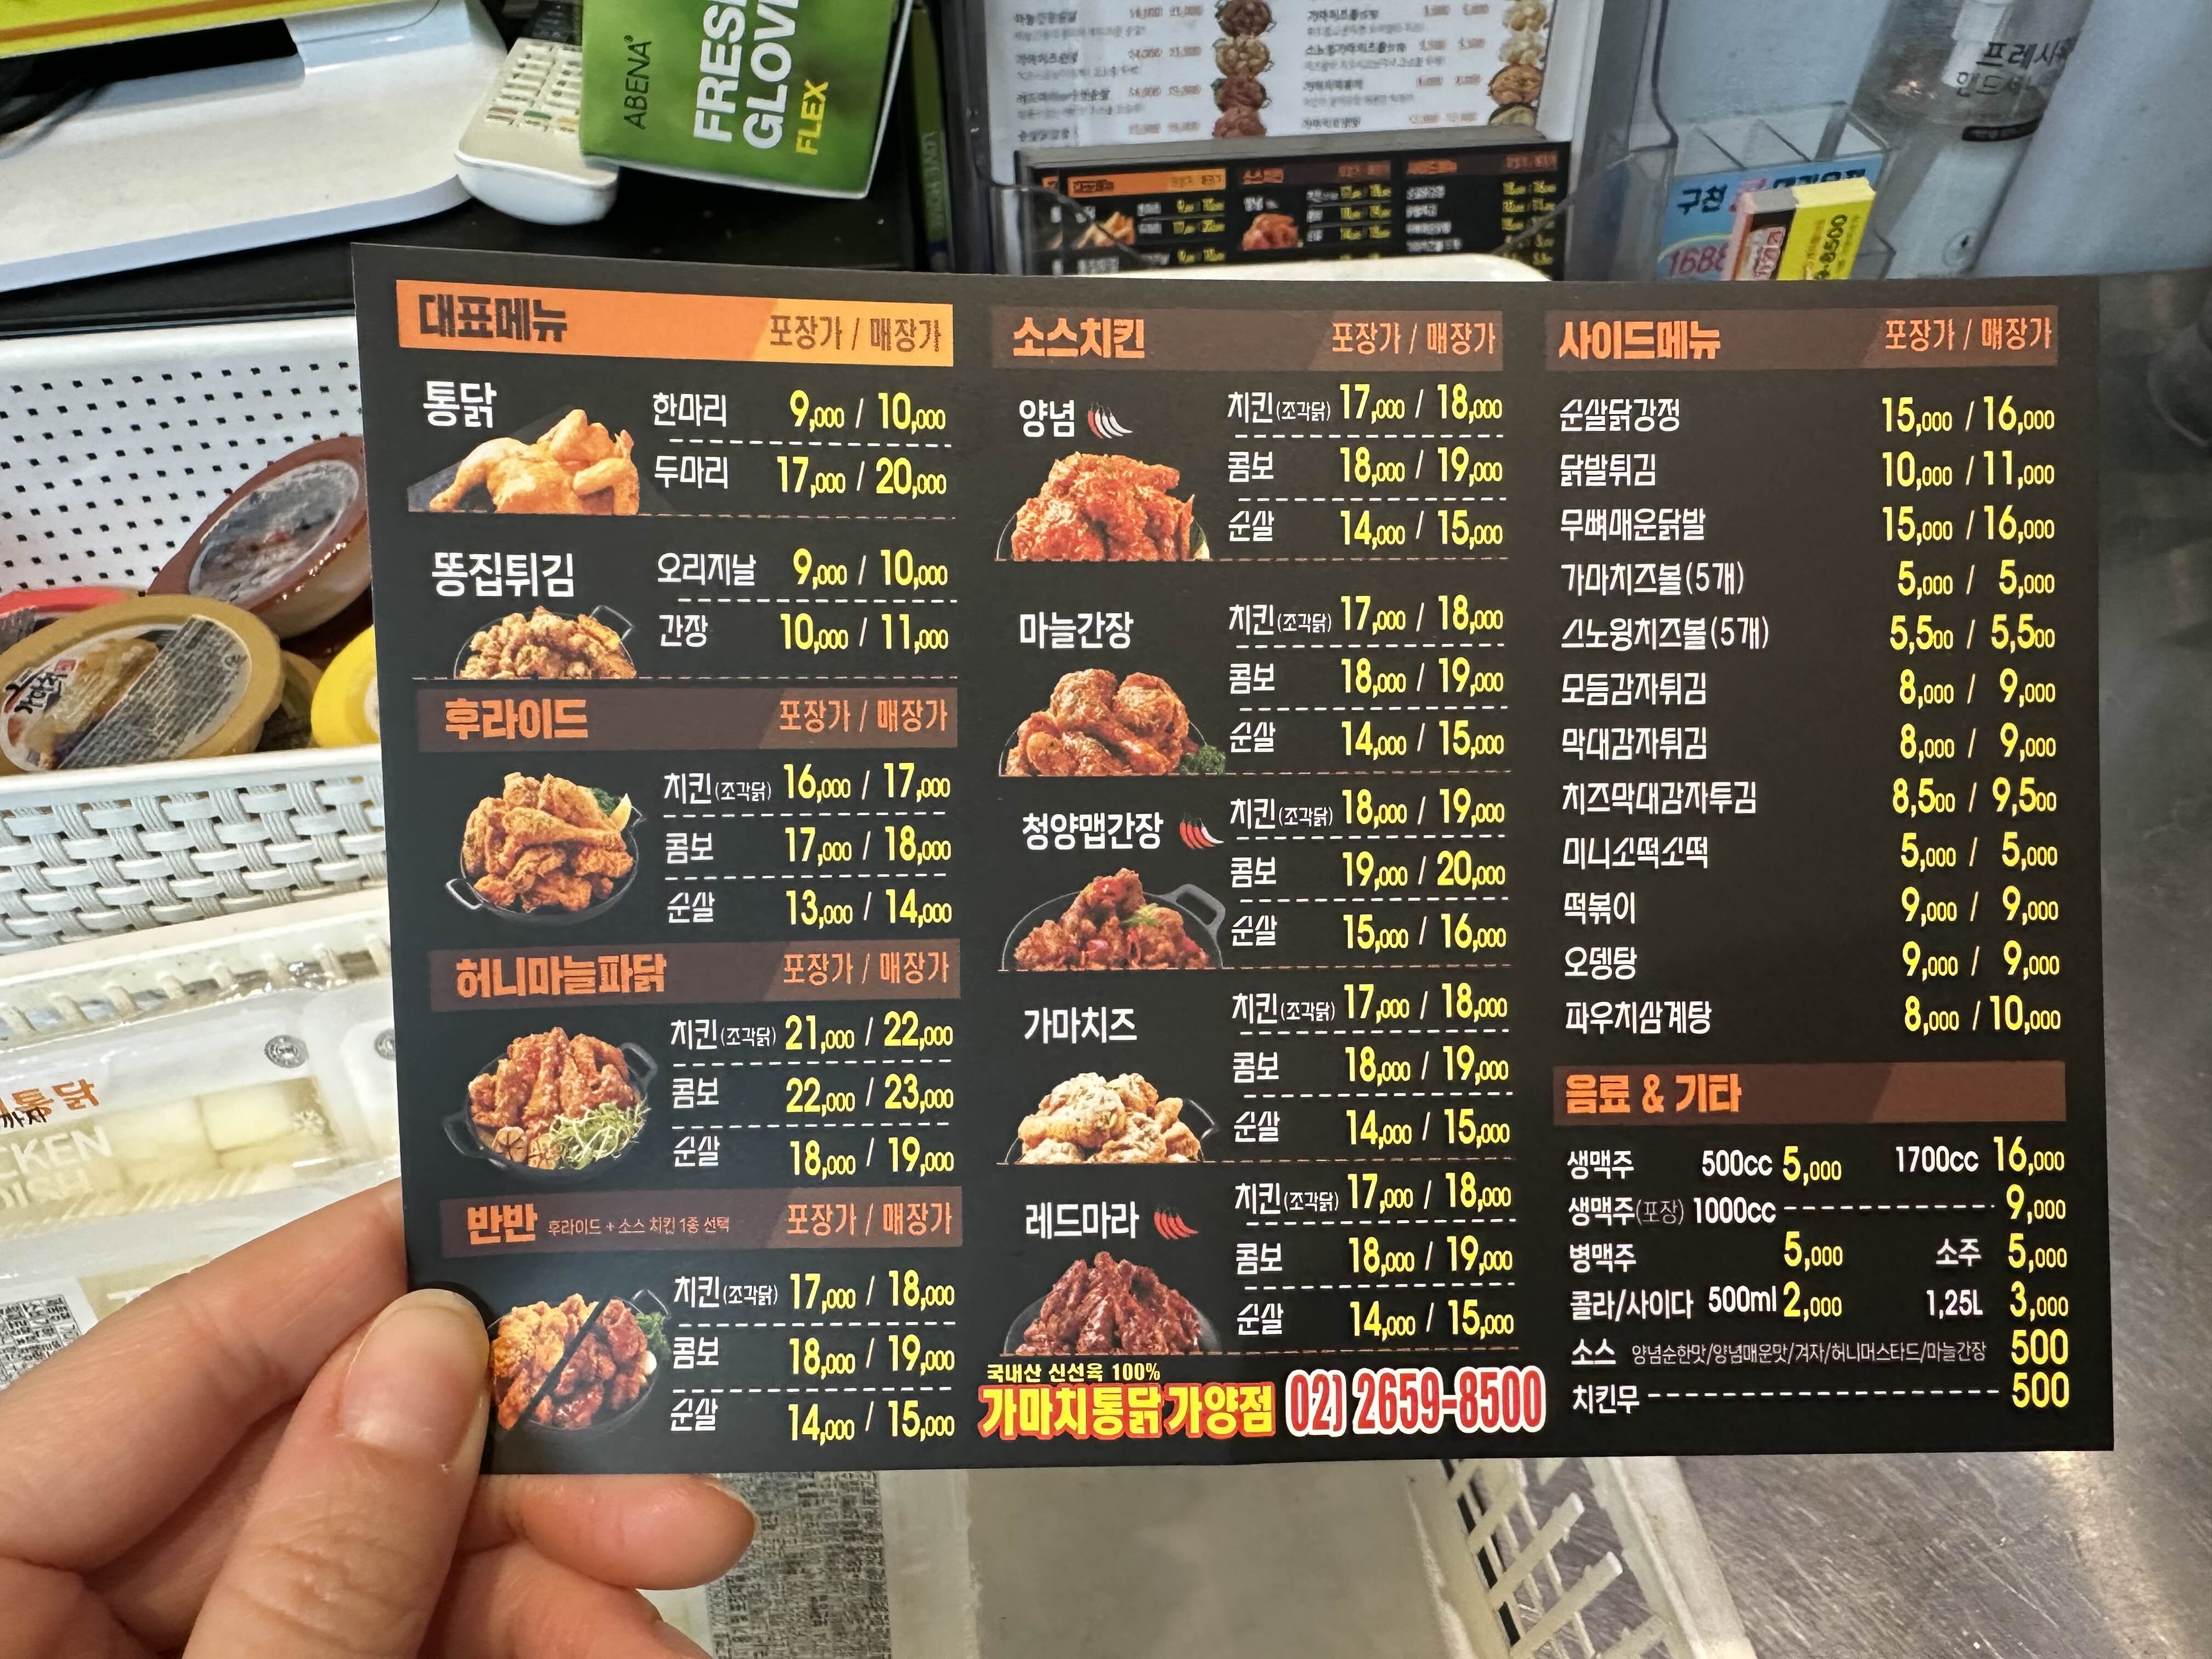 ABENA®
FRES
GLOV
FLEX
프레시
핸드
구천
1688
-8500
통닭
까지
CKEN
대표메뉴 포장가 / 매장가
통닭
한마리 9,000 / 10,000
두마리 17,000 / 20,000
똥집튀김
오리지날 9,000 / 10,000
간장 10,000 / 11,000
후라이드 포장가 / 매장가
치킨(조각닭) 16,000 / 17,000
콤보 17,000 / 18,000
순살 13,000 / 14,000
허니마늘파닭 포장가 / 매장가
치킨(조각닭) 21,000 / 22,000
콤보 22,000 / 23,000
순살 18,000 / 19,000
반반 후라이드 + 소스 치킨 1종 선택 포장가 / 매장가
치킨(조각닭) 17,000 / 18,000
콤보 18,000 / 19,000
순살 14,000 / 15,000
소스치킨 포장가 / 매장가
양념
치킨(조각닭) 17,000 / 18,000
콤보 18,000 / 19,000
순살 14,000 / 15,000
마늘간장
치킨(조각닭) 17,000 / 18,000
콤보 18,000 / 19,000
순살 14,000 / 15,000
청양맵간장
치킨(조각닭) 18,000 / 19,000
콤보 19,000 / 20,000
순살 15,000 / 16,000
가마치즈
치킨(조각닭) 17,000 / 18,000
콤보 18,000 / 19,000
순살 14,000 / 15,000
레드마라
치킨(조각닭) 17,000 / 18,000
콤보 18,000 / 19,000
순살 14,000 / 15,000
국내산 신선육 100%
가마치통닭가양점 02) 2659-8500
사이드메뉴 포장가 / 매장가
순살닭강정 15,000 / 16,000
닭발튀김 10,000 / 11,000
무뼈매운닭발 15,000 / 16,000
가마치즈볼(5개) 5,000 / 5,000
스노윙치즈볼(5개) 5,500 / 5,500
모듬감자튀김 8,000 / 9,000
막대감자튀김 8,000 / 9,000
치즈막대감자투김 8,500 / 9,500
미니소떡소떡 5,000 / 5,000
떡볶이 9,000 / 9,000
오뎅탕 9,000 / 9,000
파우치삼계탕 8,000 / 10,000
음료 & 기타
생맥주 500cc 5,000 1700cc 16,000
생맥주(포장) 1000cc 9,000
병맥주 5,000 소주 5,000
콜라/사이다 500ml 2,000 1,25L 3,000
소스 양념순한맛/양념매운맛/겨자/허니머스타드/마늘간장 500
치킨무 500